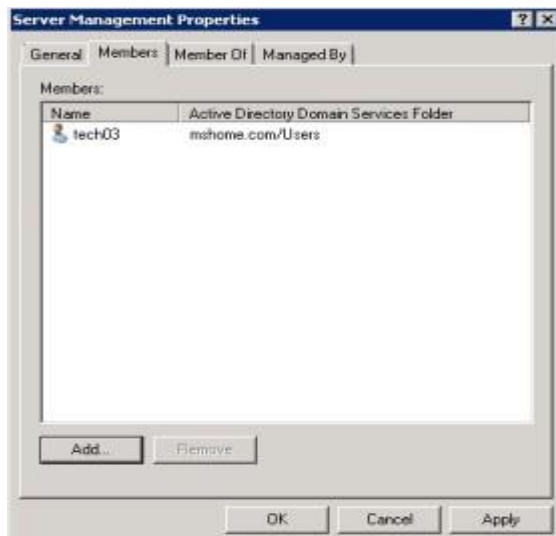 Server Management Properties
General Members Member Of Managed By
Members:
Name Active Directory Domain Services Folder
tech03 mshome.com/Users
Add... Remove
OK Cancel Apply